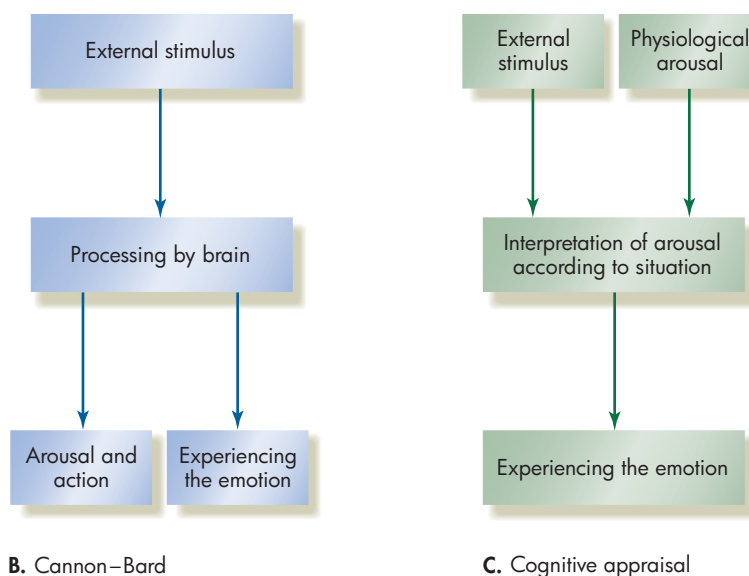 External stimulus
Processing by brain
Arousal and
action
Experiencing
the emotion
B. Cannon–Bard
External
stimulus
Physiological
arousal
Interpretation of arousal
according to situation
Experiencing the emotion
C. Cognitive appraisal